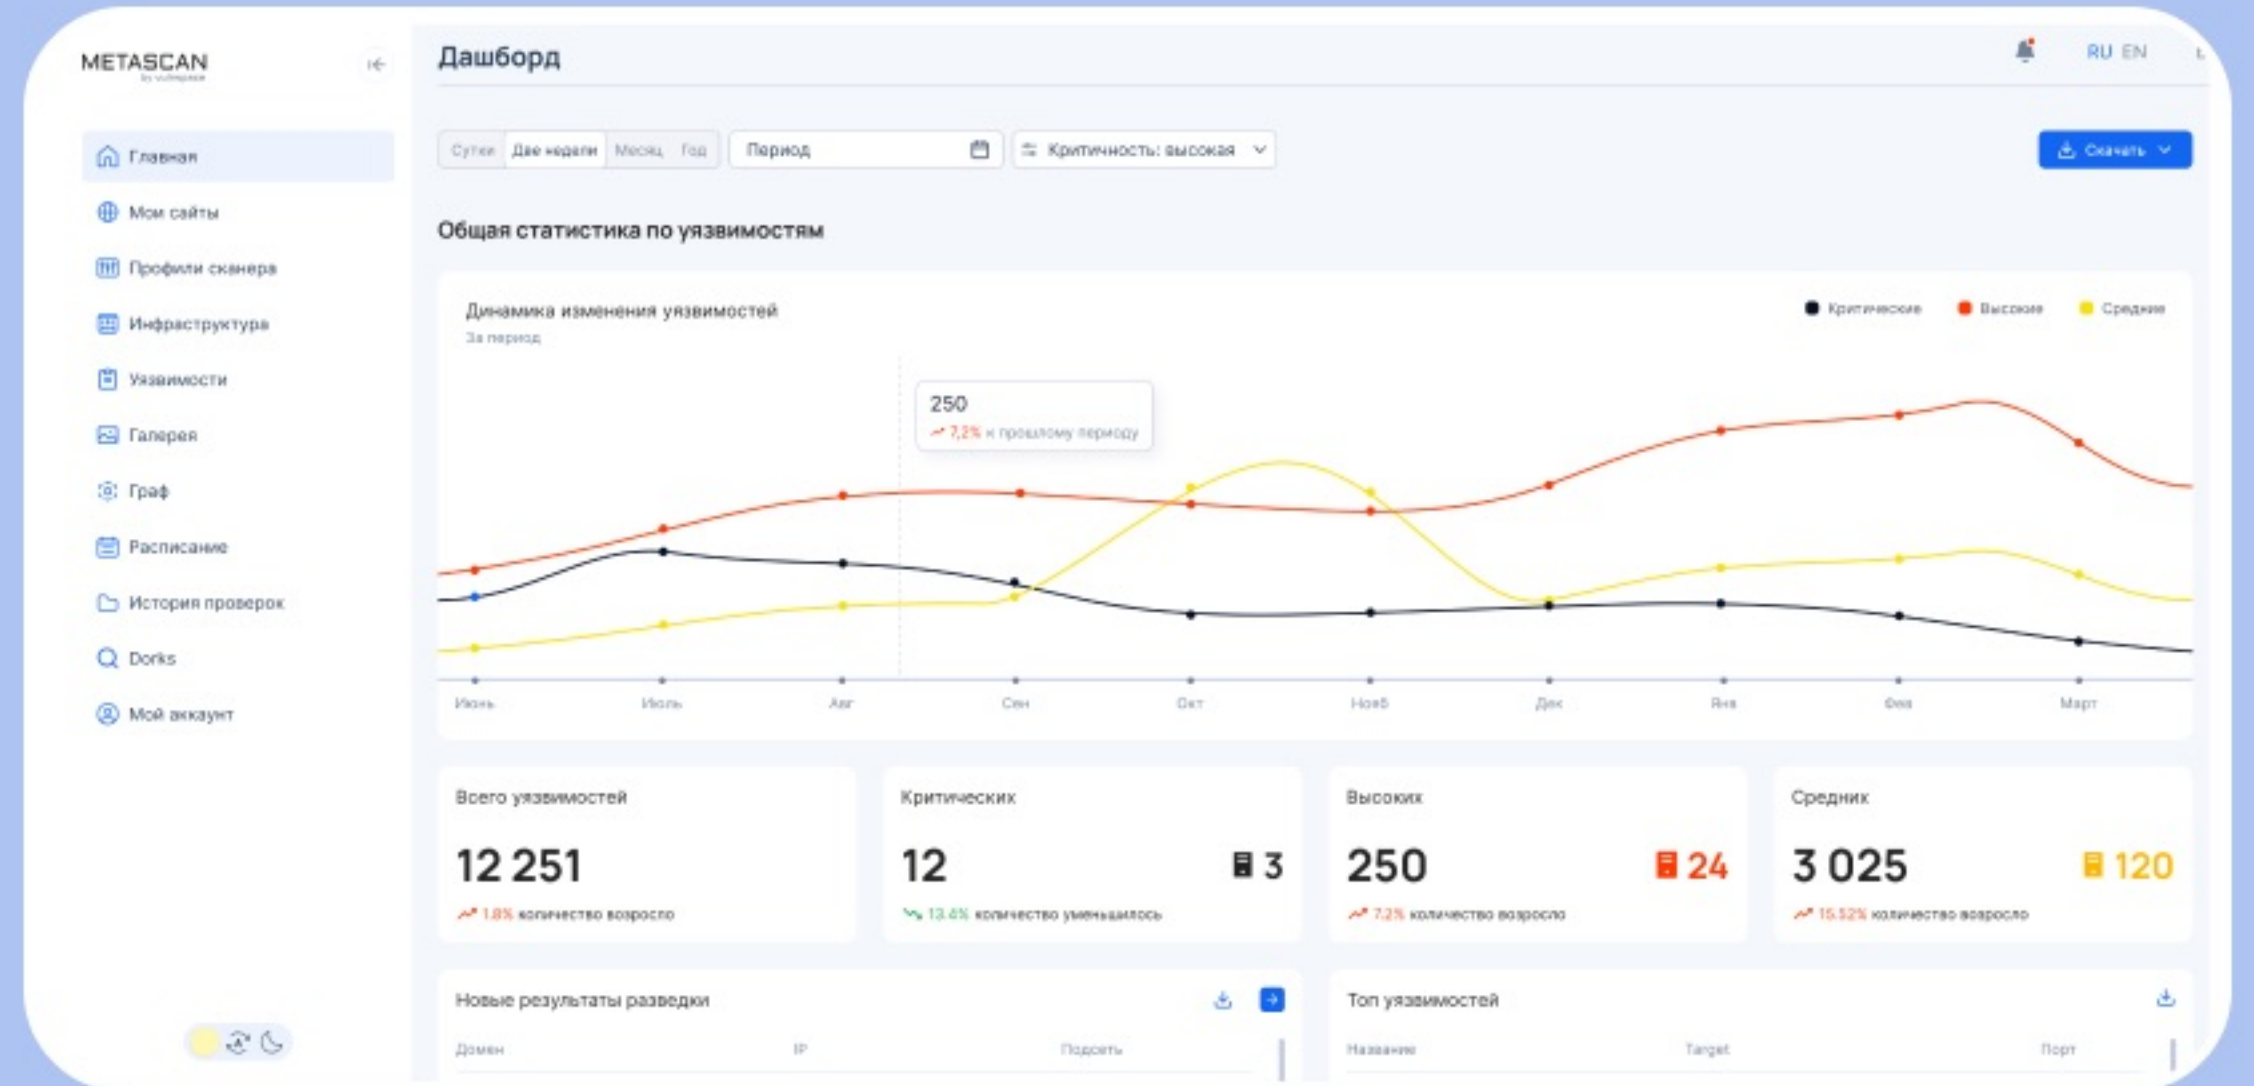 METASCAN
Дашборд
RU EN
Главная
Мои сайты
Профили сканера
Инфраструктура
Уязвимости
Галерея
Граф
Расписание
История проверок
Dorks
Мой аккаунт
Сутки Две недели Месяц Год
Период
Критичность: высокая
Скачать
Общая статистика по уязвимостям
Динамика изменения уязвимостей
За период
Критические Высокие Средние
250
7,2% к прошлому периоду
Июнь Июль Авг Сен Окт Нояб Дек Янв Фев Март
Всего уязвимостей
12 251
1.8% количество возросло
Критических
12
3
13.4% количество уменьшилось
Высоких
250
24
7.2% количество возросло
Средних
3 025
120
15.52% количество возросло
Новые результаты разведки
Домен IP Подсеть
Топ уязвимостей
Название Target Порт